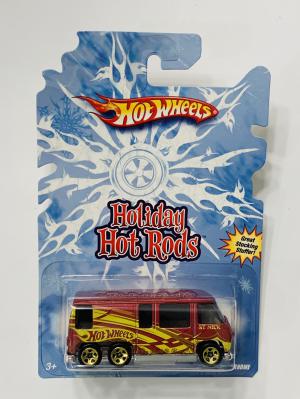 Hot Wheels
Holiday
Hot Rods
Great
Stocking
Stuffer!
Hot Wheels
ST. NICK
3+